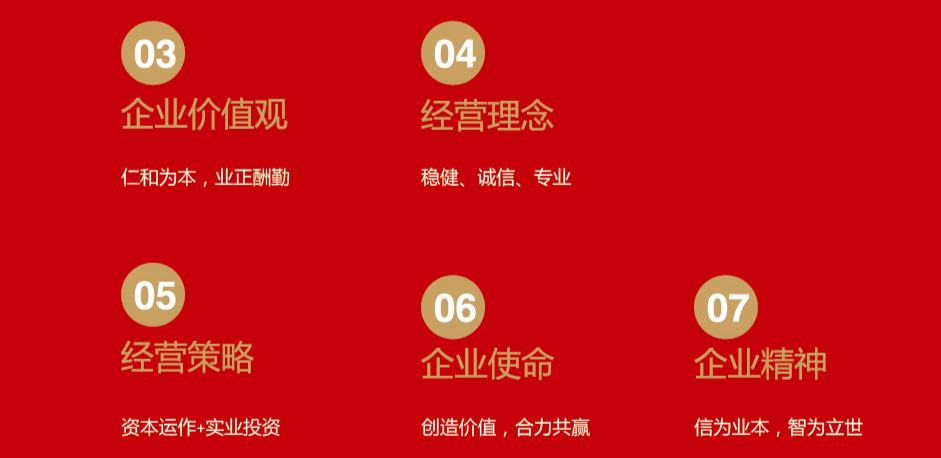 03
企业价值观
仁和为本，业正酬勤
04
经营理念
稳健、诚信、专业
05
经营策略
资本运作+实业投资
06
企业使命
创造价值，合力共赢
07
企业精神
信为业本，智为立世